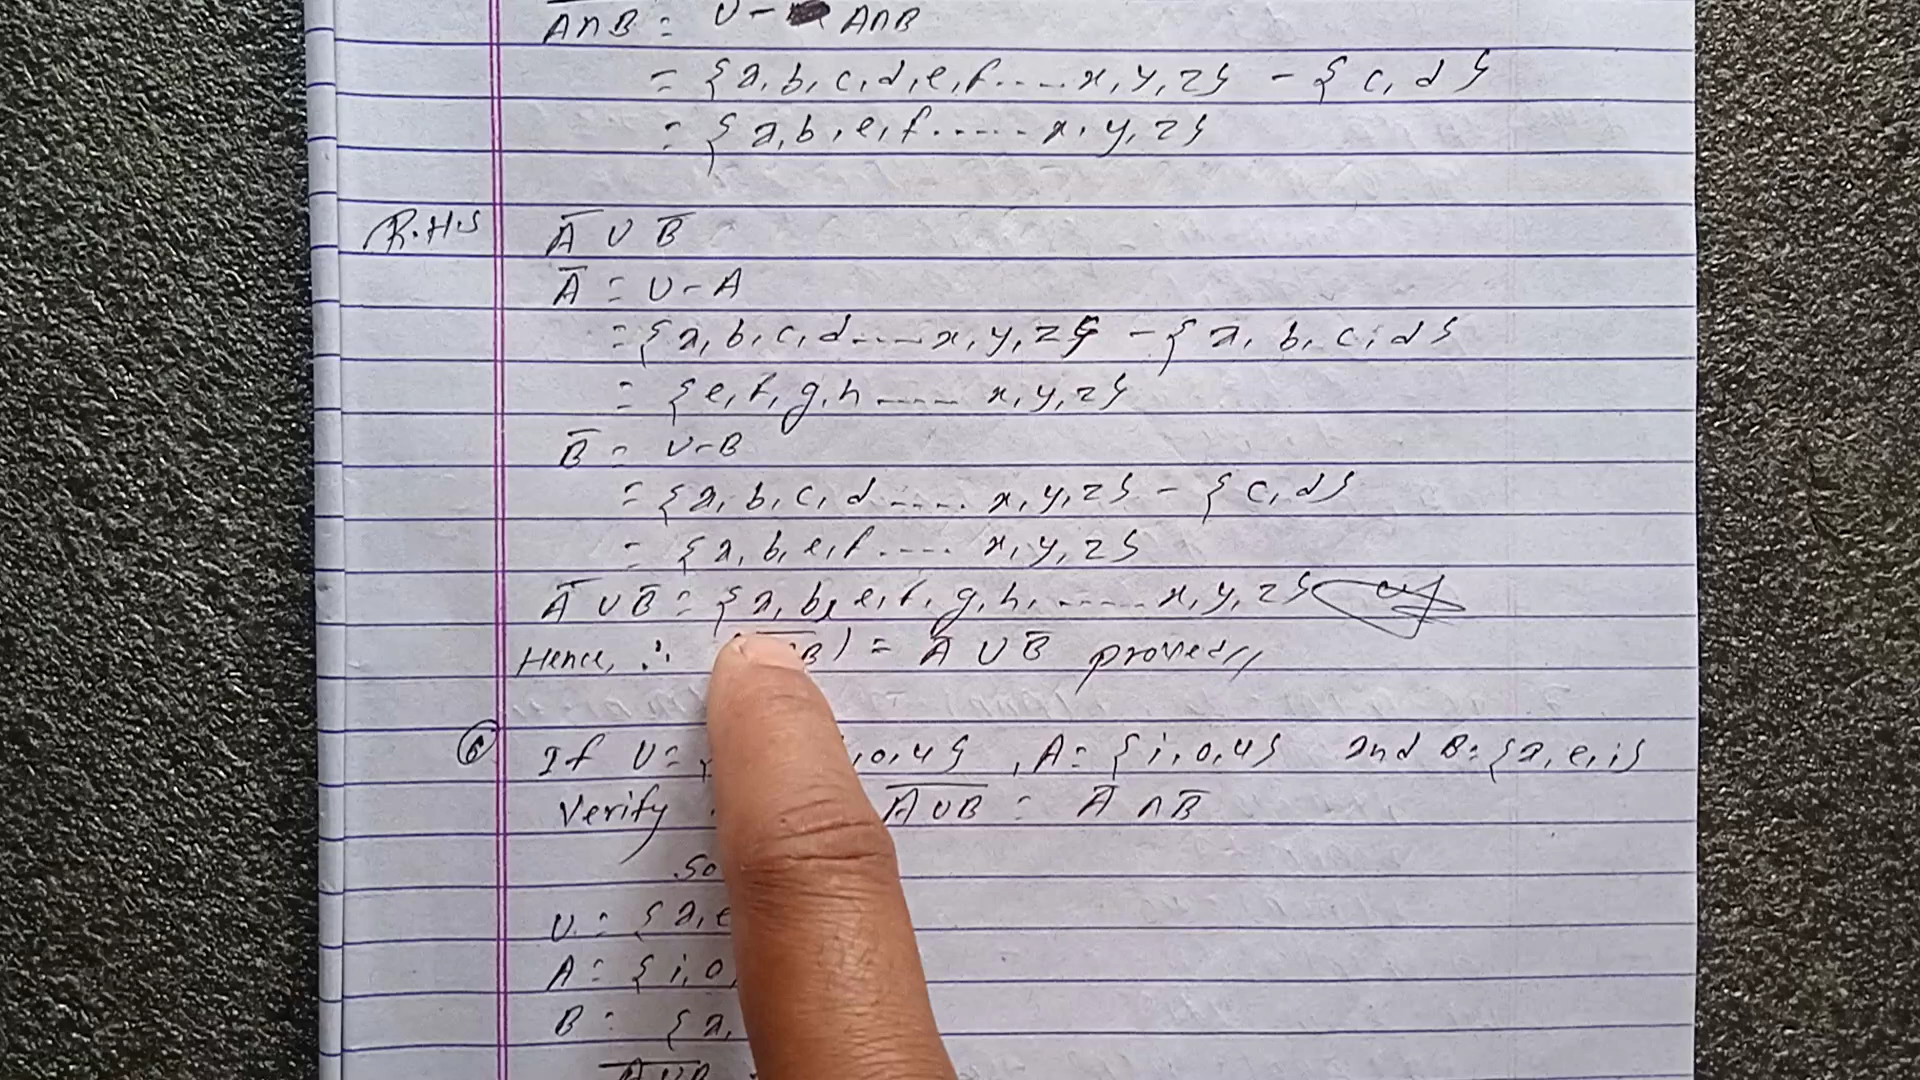 A∩B = U - A∩B
= {a, b, c, d, e, f ..... x, y, z} - {c, d}
= {a, b, e, f ...... x, y, z}
R.H.S A̅ ∪ B̅
A̅ = U - A
= {a, b, c, d ..... x, y, z} - {a, b, c, d}
= {e, f, g, h ...... x, y, z}
B̅ = U - B
= {a, b, c, d ..... x, y, z} - {c, d}
= {a, b, e, f ..... x, y, z}
A̅ ∪ B̅ = {a, b, e, f, g, h, ...... x, y, z}
Hence, ∴ B) = A̅ ∪ B̅ proved//
⑥ If U = , o, u} , A = {i, o, u} and B = {a, e, i}
Verify A̅∪̅B̅ = A̅ ∩ B̅
U = {a, e
A = {i, o,
B = {a,
A̅∪̅B̅